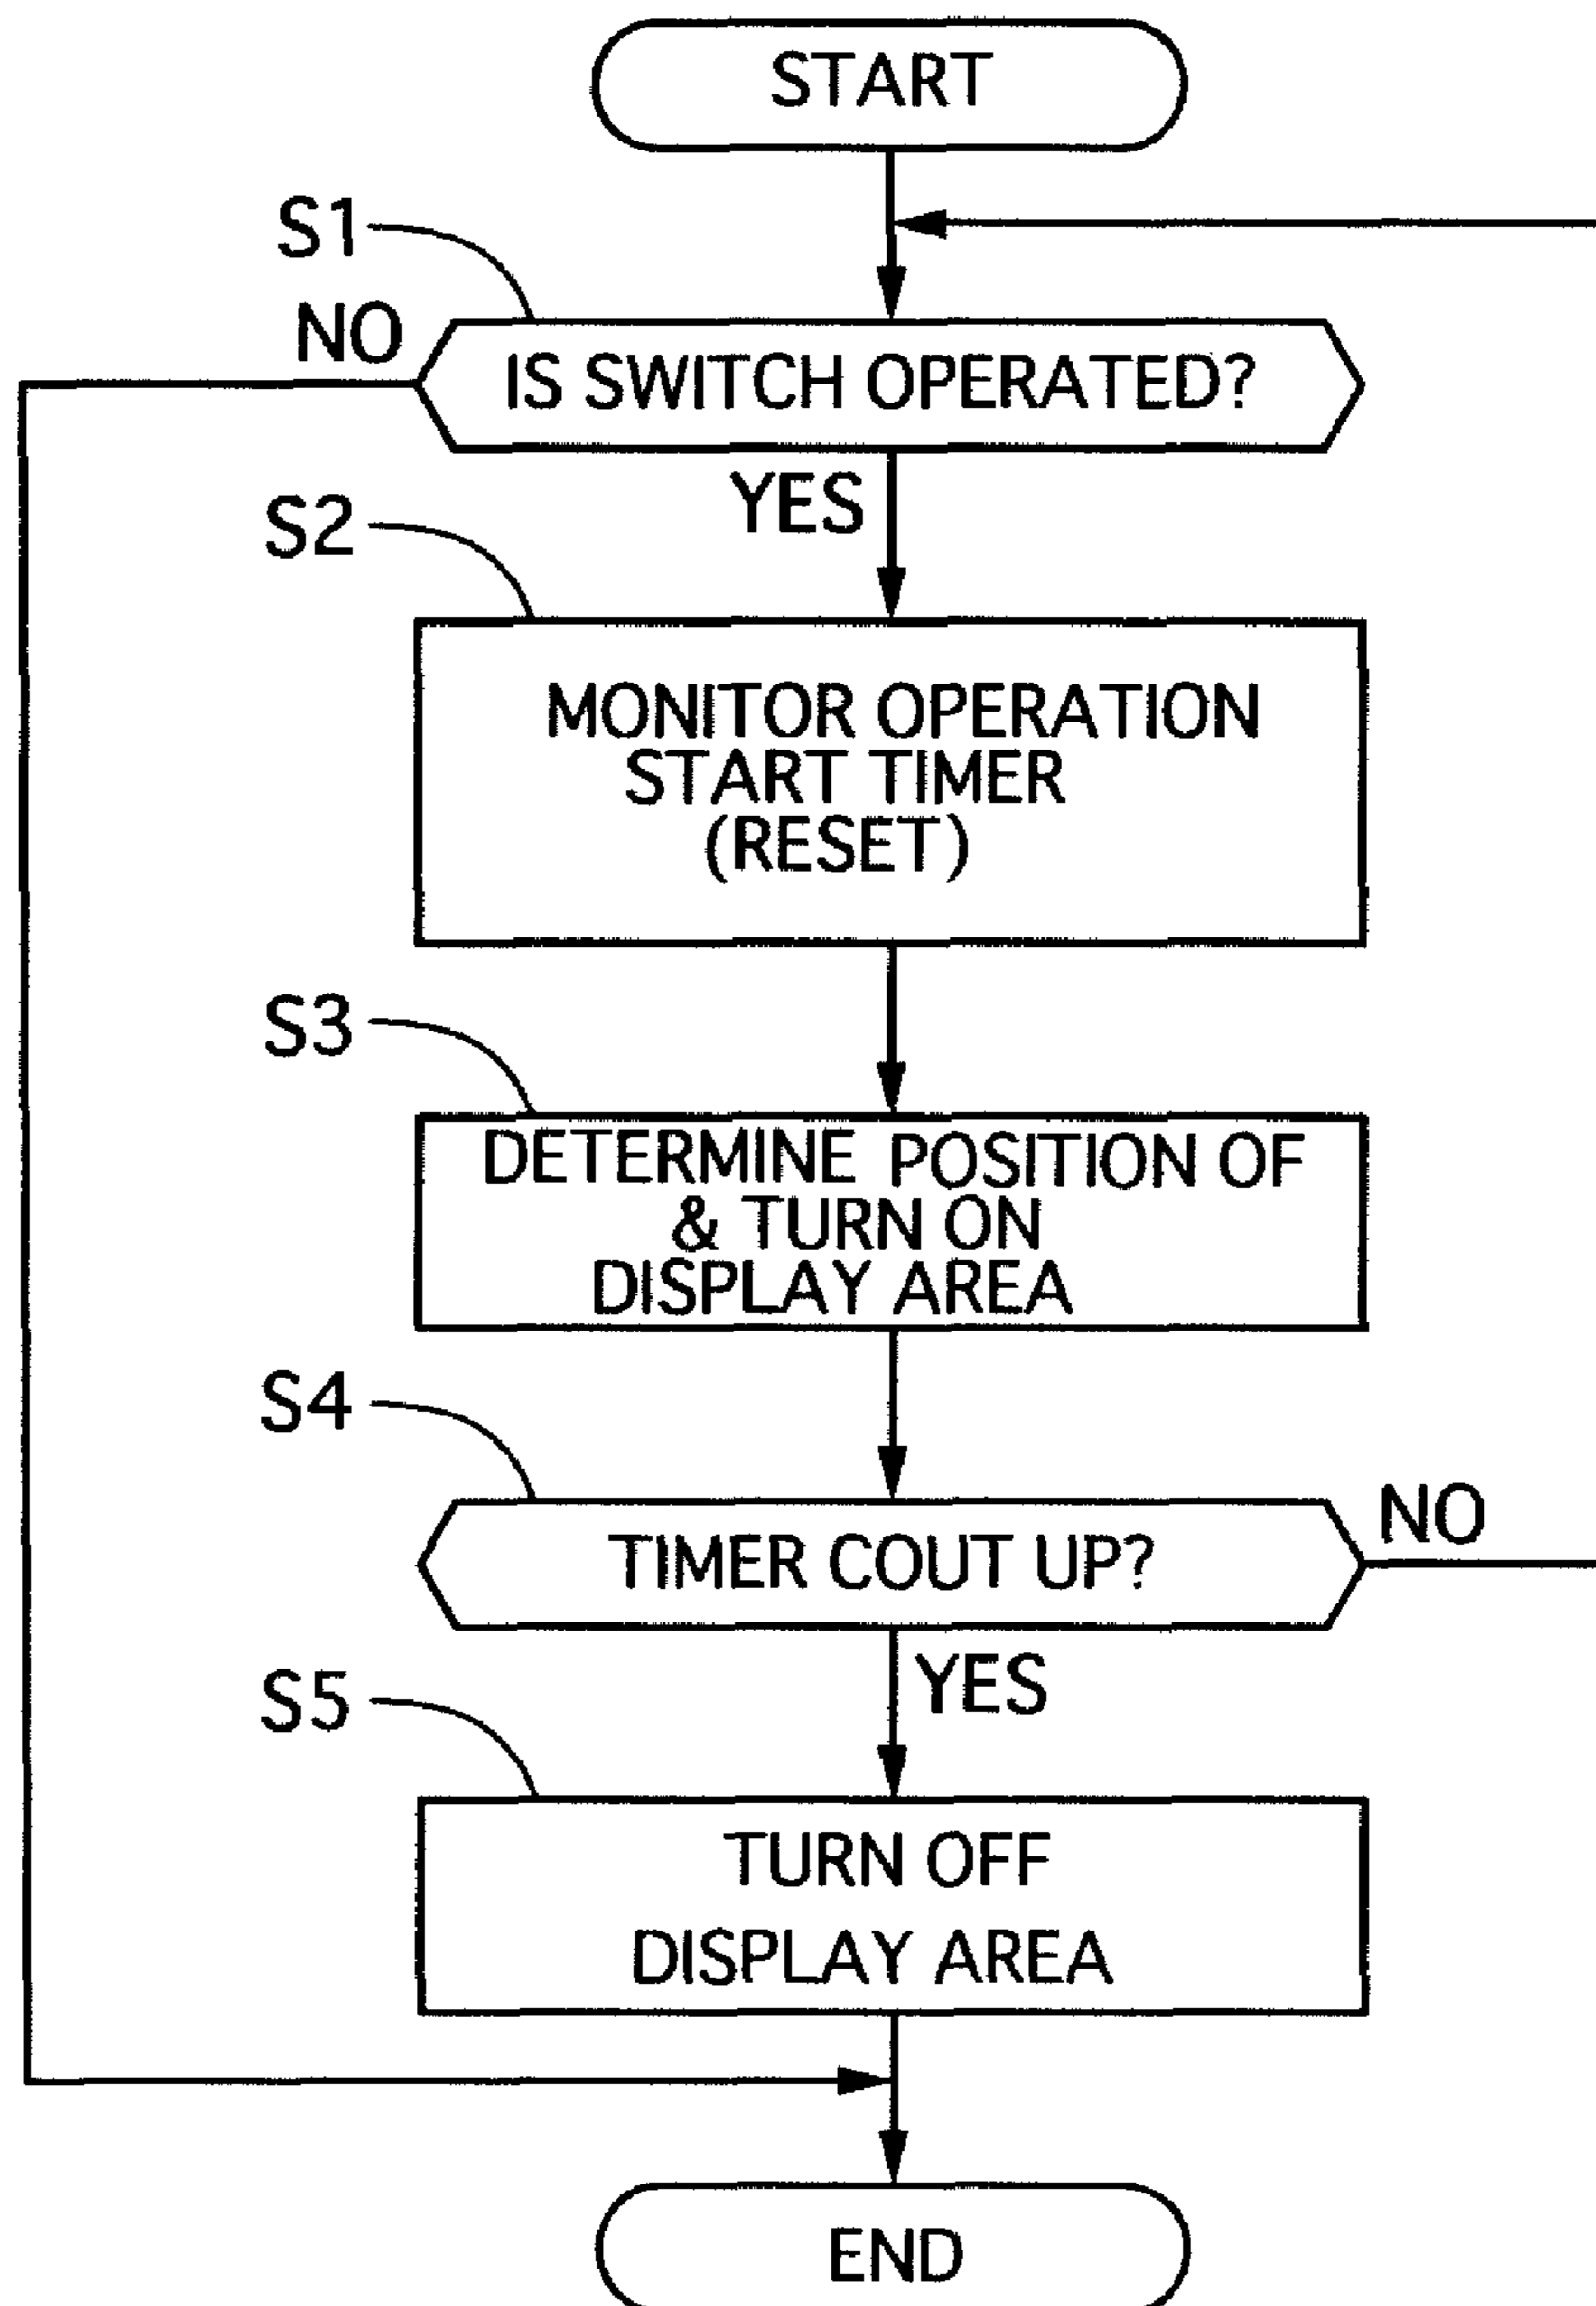 START
S1
NO
IS SWITCH OPERATED?
YES
S2
MONITOR OPERATION
START TIMER
(RESET)
S3
DETERMINE POSITION OF
& TURN ON
DISPLAY AREA
S4
NO
TIMER COUT UP?
YES
S5
TURN OFF
DISPLAY AREA
END